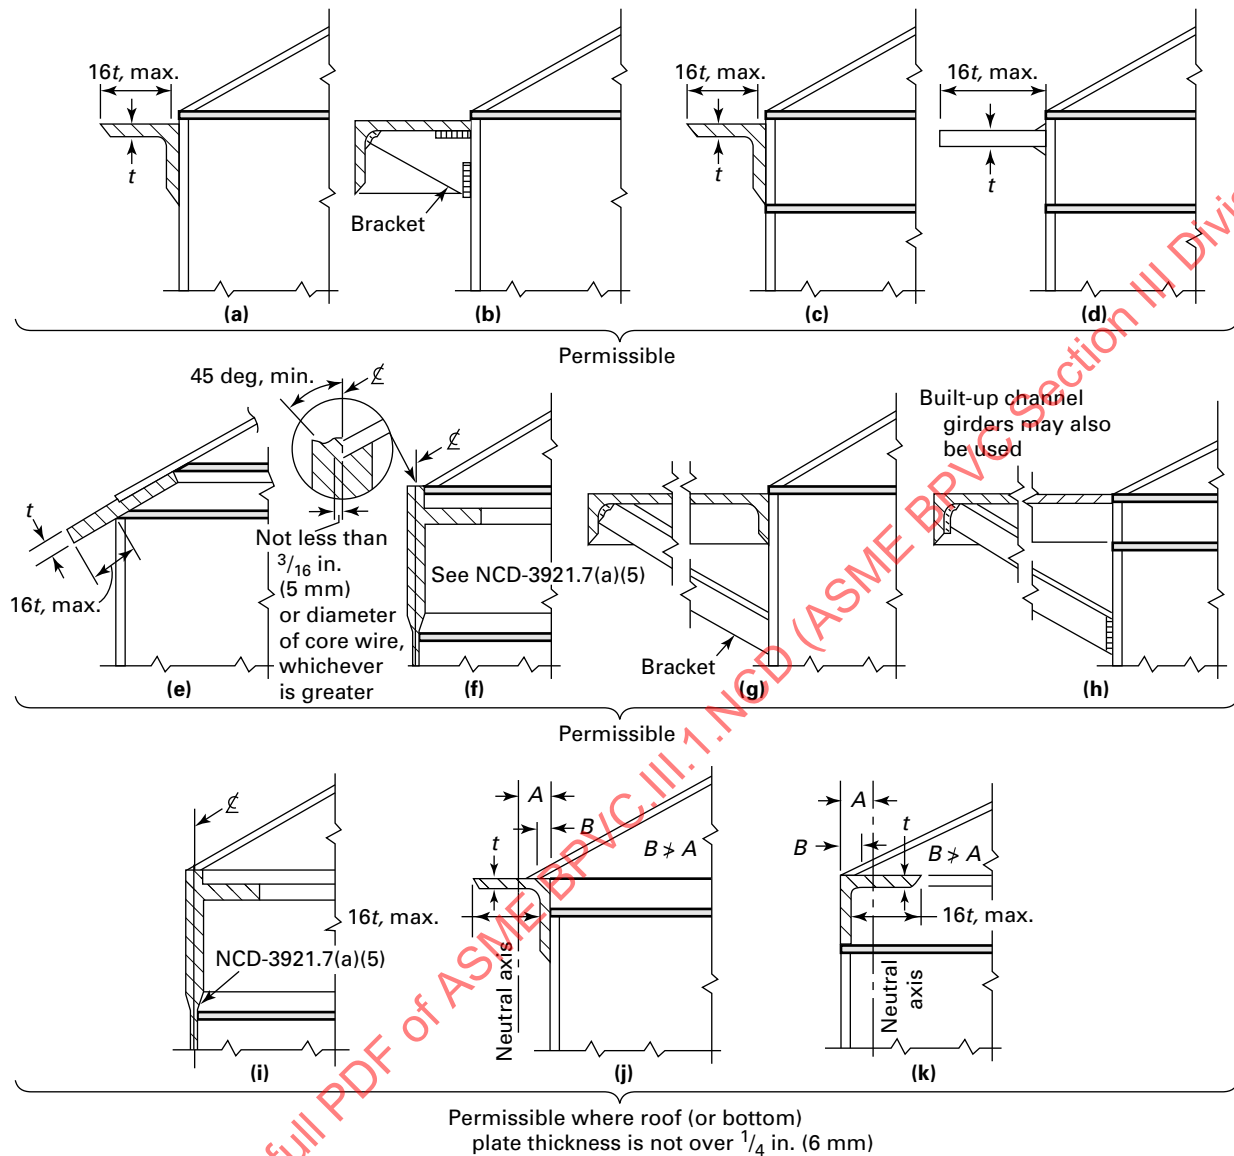 16t, max.
t
(a)
Bracket
(b)
16t, max.
t
(c)
16t, max.
t
(d)
Permissible
45 deg, min.
℄
t
16t, max.
(e)
Not less than
3/16 in.
(5 mm)
or diameter
of core wire,
whichever
is greater
℄
See NCD-3921.7(a)(5)
(f)
Bracket
(g)
Built-up channel
girders may also
be used
(h)
Permissible
℄
NCD-3921.7(a)(5)
(i)
A
B
t
B ≯ A
16t, max.
Neutral axis
(j)
A
t
B
B ≯ A
16t, max.
Neutral
axis
(k)
Permissible where roof (or bottom)
plate thickness is not over 1/4 in. (6 mm)
full PDF of ASME BPVC.III.1.NCD (ASME BPVC Section III Divis